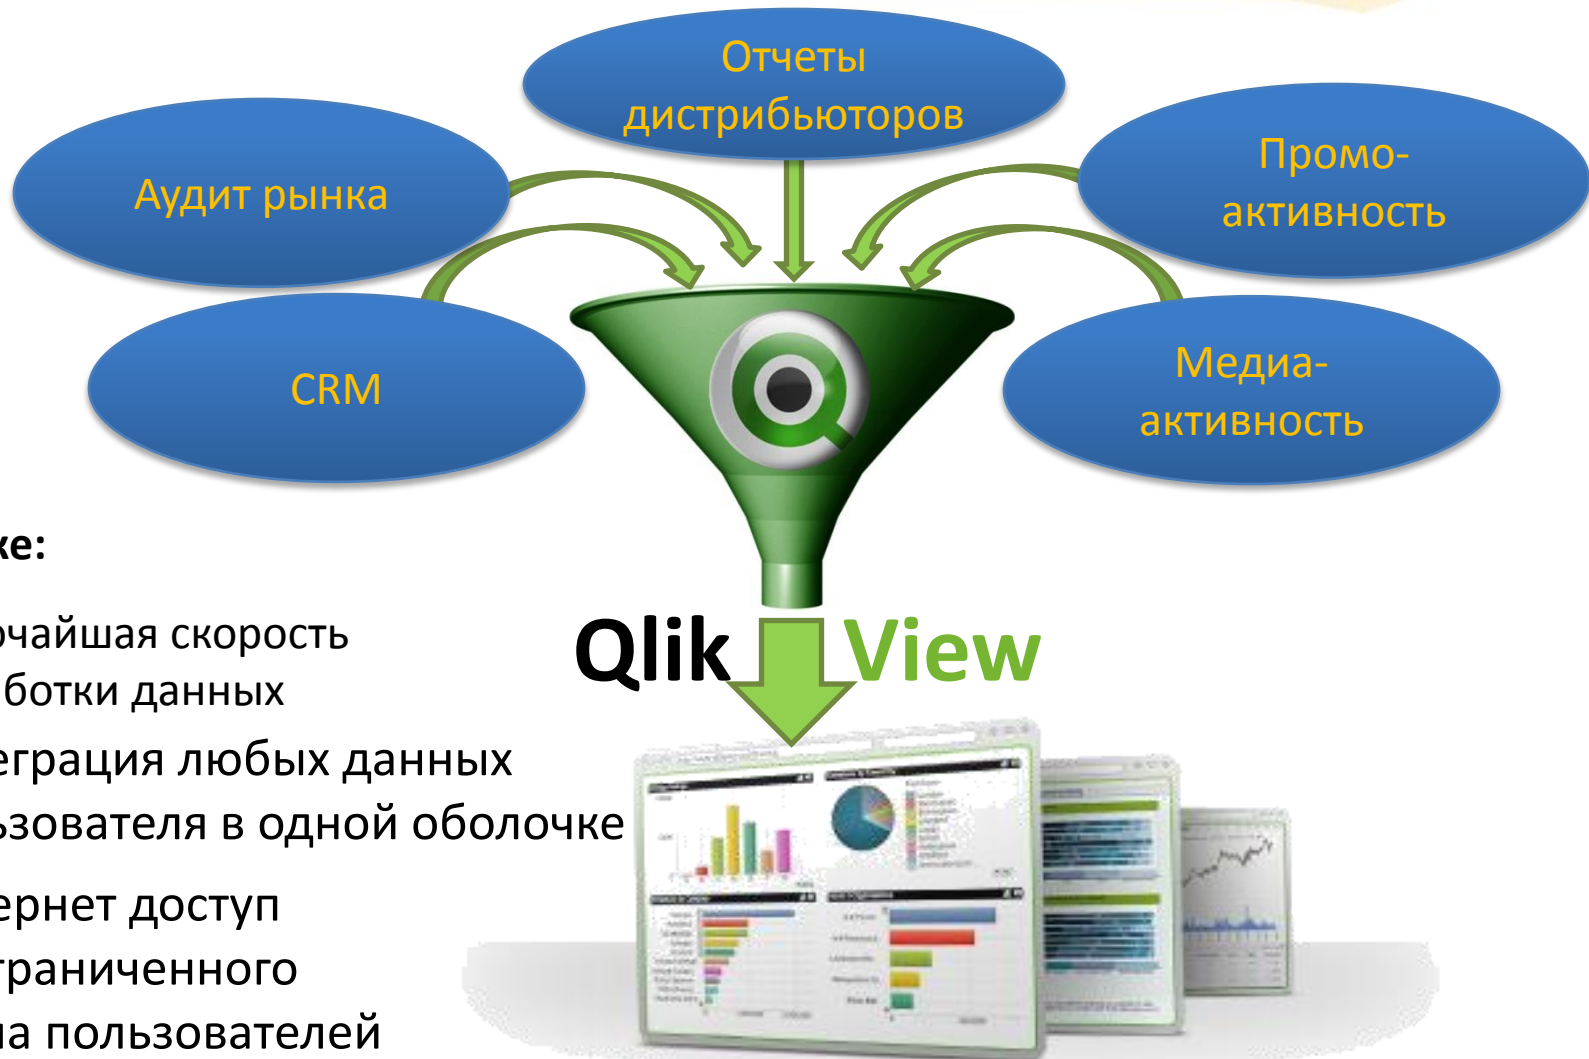 Отчеты
дистрибьюторов
Аудит рынка
Промо-
активность
CRM
Медиа-
активность
ке:
очайшая скорость
ботки данных
Qlik View
еграция любых данных
ьзователя в одной оболочке
ернет доступ
граниченного
ла пользователей